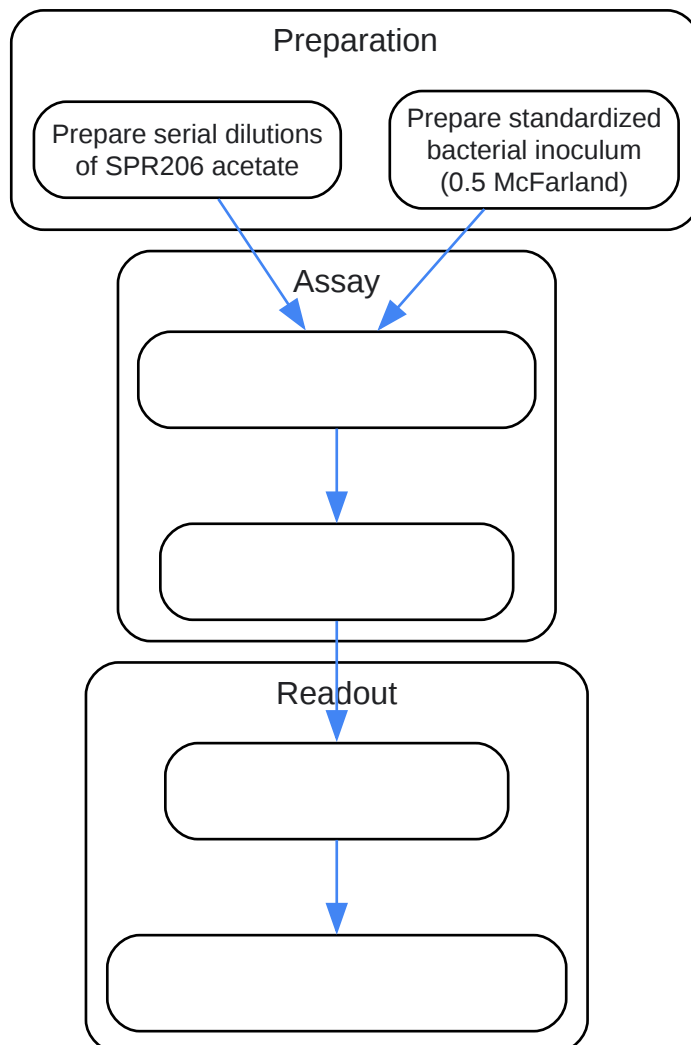 Preparation
Prepare serial dilutions
of SPR206 acetate
Prepare standardized
bacterial inoculum
(0.5 McFarland)
Assay
Readout